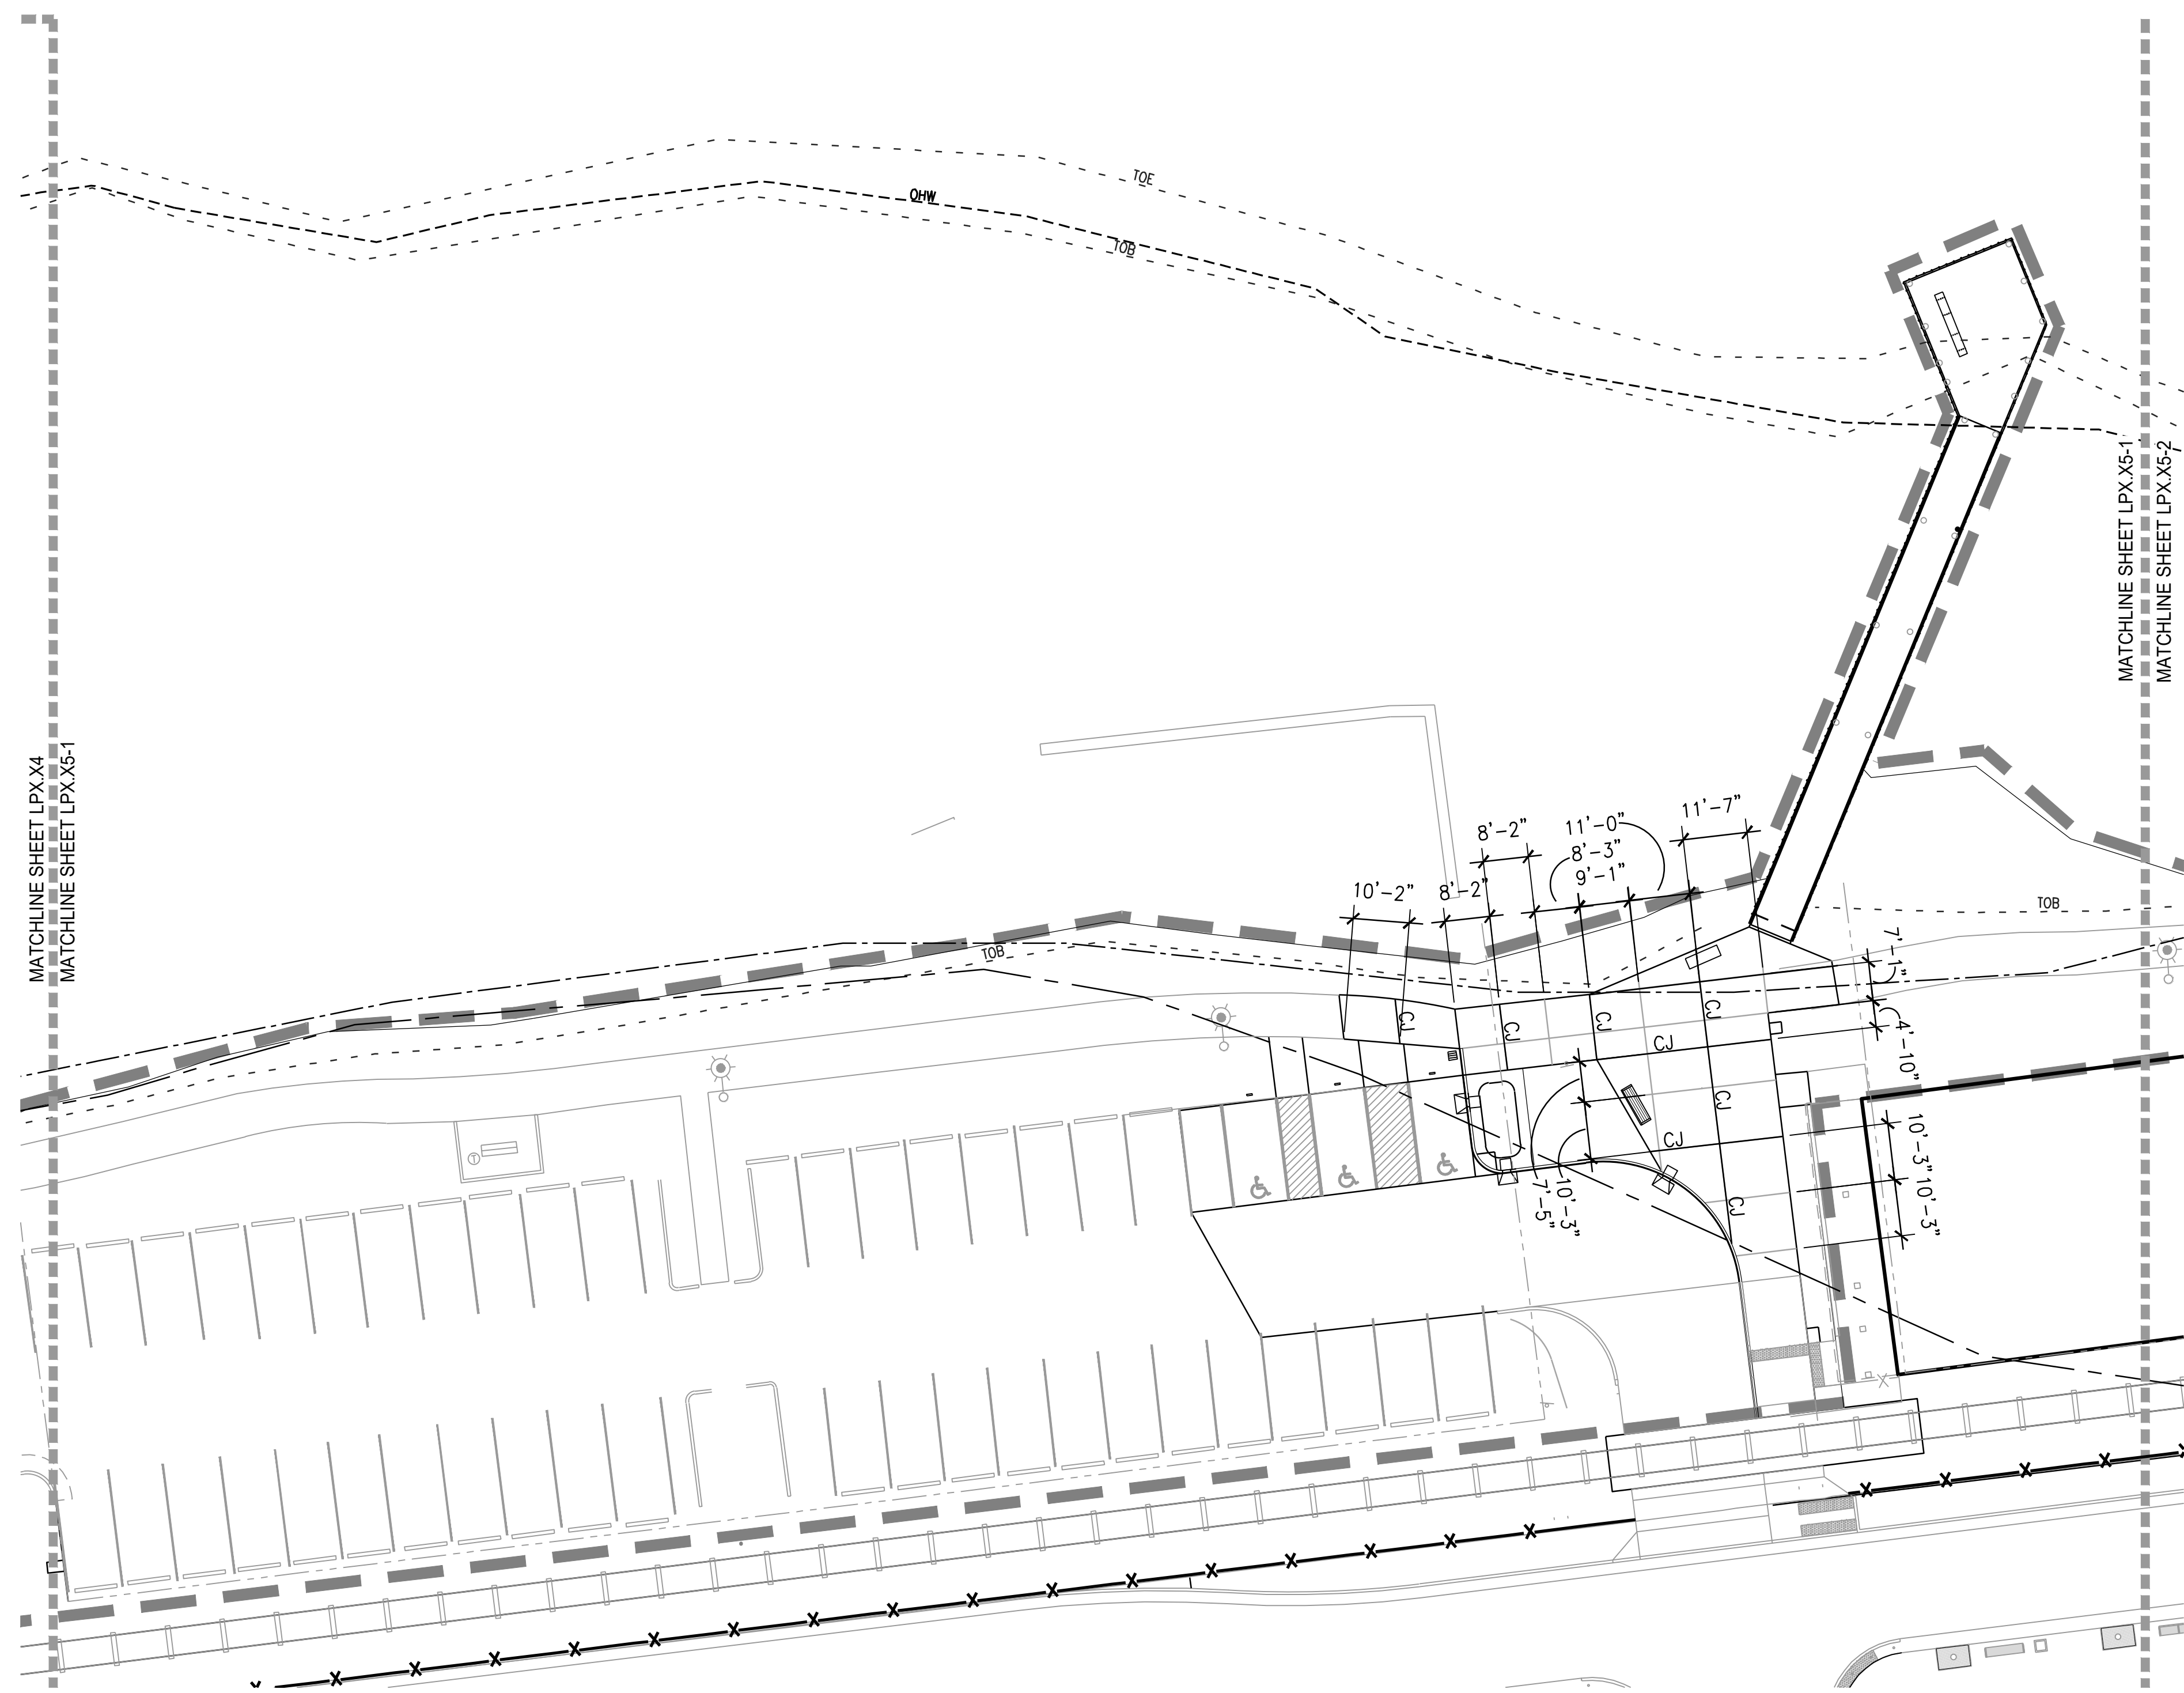 TOE
OHW
TOB
MATCHLINE SHEET LPX.X5-1
MATCHLINE SHEET LPX.X5-2
MATCHLINE SHEET LPX.X4
MATCHLINE SHEET LPX.X5-1
11'-7"
11'-0"
8'-2"
8'-3"
9'-1"
10'-2"
8'-2"
TOB
TOB
7'-1"
CJ
CJ
CJ
CJ
CJ
4'-10"
CJ
CJ
10'-3"
10'-3"
CJ
7'-5"
10'-3"
T